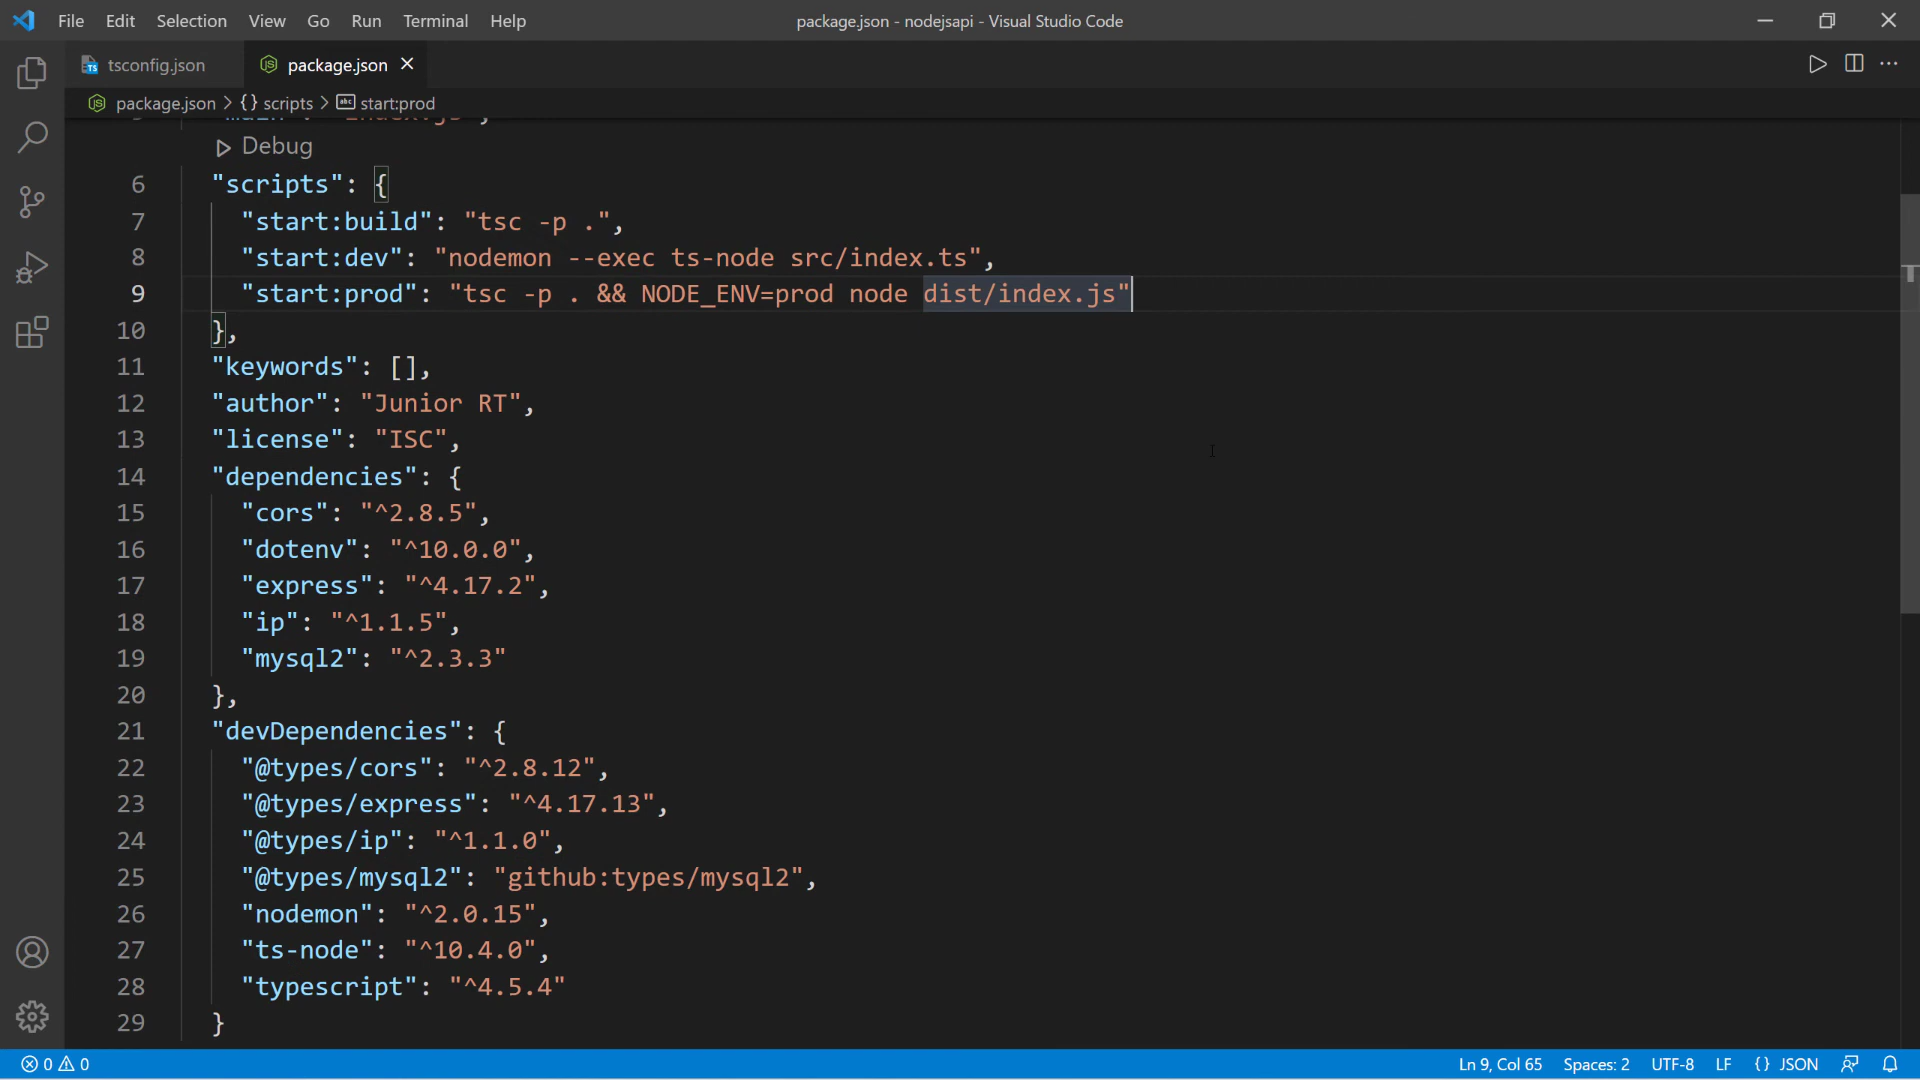 File Edit Selection View Go Run Terminal Help package.json - nodejsapi - Visual Studio Code
tsconfig.json package.json
package.json > {} scripts > abc start:prod
Debug
6 "scripts": {
7 "start:build": "tsc -p .",
8 "start:dev": "nodemon --exec ts-node src/index.ts",
9 "start:prod": "tsc -p . && NODE_ENV=prod node dist/index.js"
10 },
11 "keywords": [],
12 "author": "Junior RT",
13 "license": "ISC",
14 "dependencies": {
15 "cors": "^2.8.5",
16 "dotenv": "^10.0.0",
17 "express": "^4.17.2",
18 "ip": "^1.1.5",
19 "mysql2": "^2.3.3"
20 },
21 "devDependencies": {
22 "@types/cors": "^2.8.12",
23 "@types/express": "^4.17.13",
24 "@types/ip": "^1.1.0",
25 "@types/mysql2": "github:types/mysql2",
26 "nodemon": "^2.0.15",
27 "ts-node": "^10.4.0",
28 "typescript": "^4.5.4"
29 }
0 0 Ln 9, Col 65 Spaces: 2 UTF-8 LF {} JSON